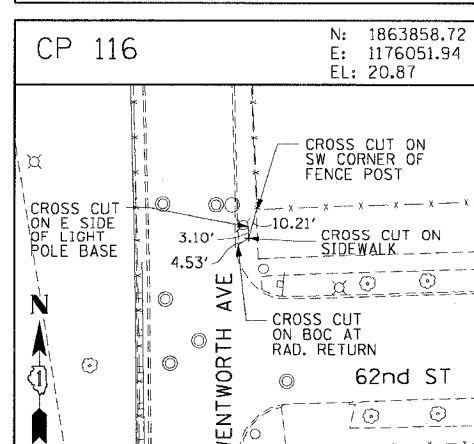 CP 116
N: 1863858.72
E: 1176051.94
EL: 20.87
CROSS CUT ON
SW CORNER OF
FENCE POST
CROSS CUT
ON E SIDE
OF LIGHT
POLE BASE
10.21'
3.10'
4.53'
CROSS CUT ON
SIDEWALK
CROSS CUT
ON BOC AT
RAD. RETURN
N
1
62nd ST